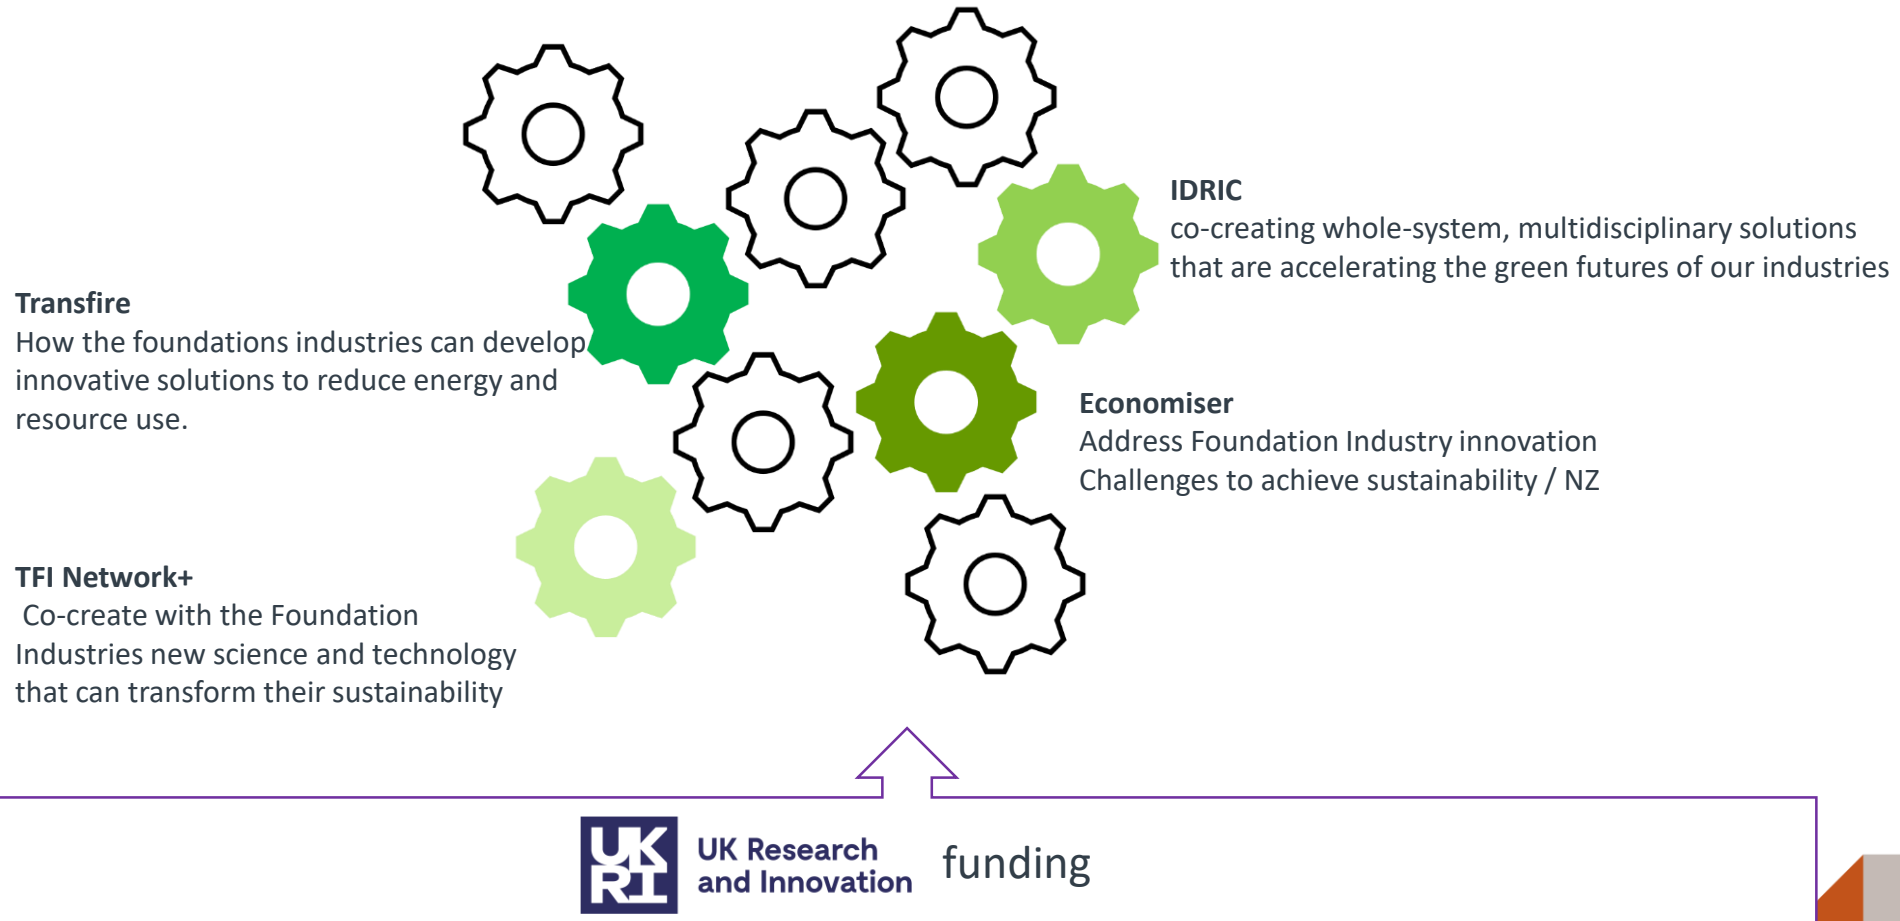 IDRIC
co-creating whole-system, multidisciplinary solutions
that are accelerating the green futures of our industries
Transfire
How the foundations industries can develop
innovative solutions to reduce energy and
resource use.
Economiser
Address Foundation Industry innovation
Challenges to achieve sustainability / NZ
TFI Network+
Co-create with the Foundation
Industries new science and technology
that can transform their sustainability
UK
RI
UK Research
and Innovation
funding